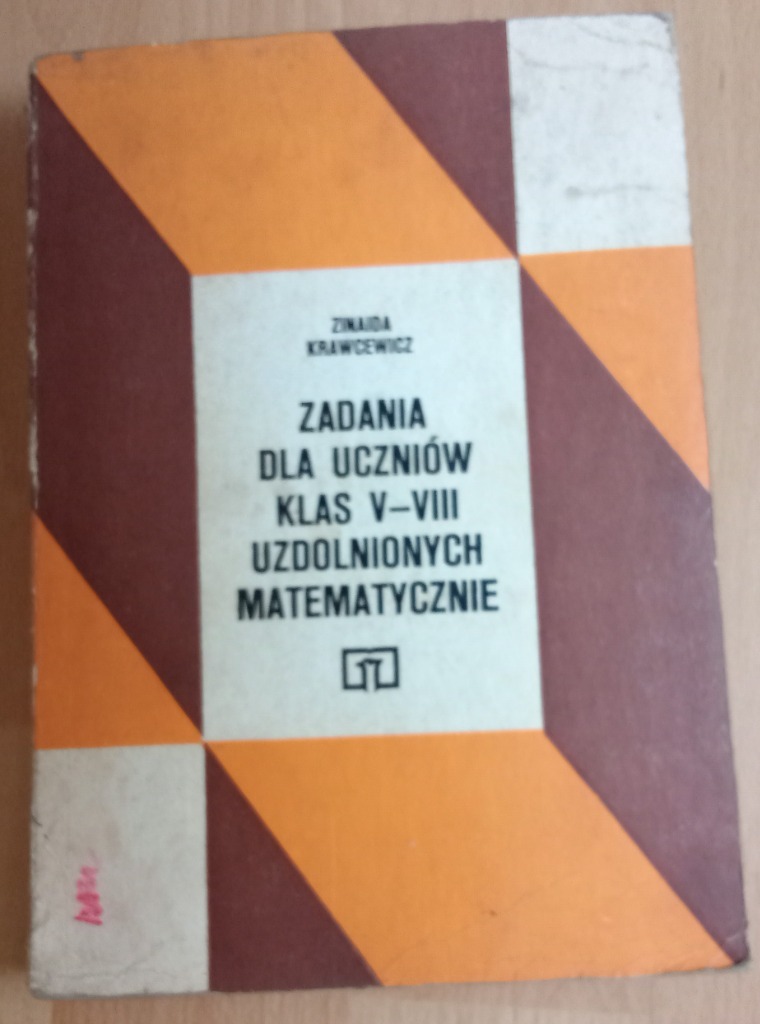 ZINAIDA
KRAWCEWICZ
ZADANIA
DLA UCZNIÓW
KLAS V–VIII
UZDOLNIONYCH
MATEMATYCZNIE